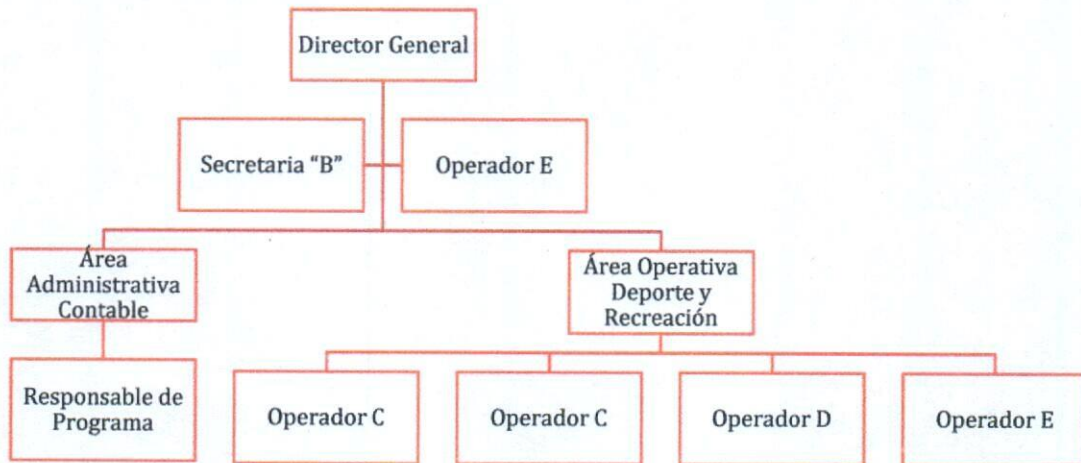 Director General
Secretaria “B”
Operador E
Área
Administrativa
Contable
Área Operativa
Deporte y
Recreación
Responsable de
Programa
Operador C
Operador C
Operador D
Operador E